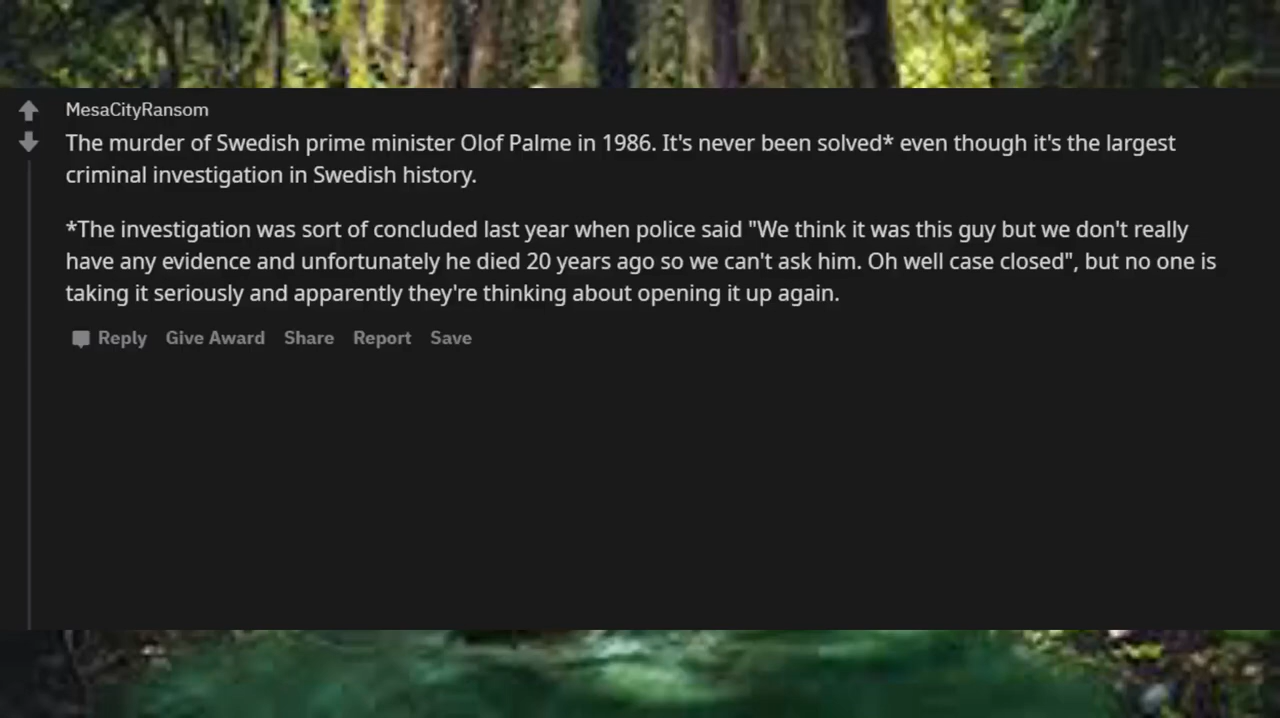 MesaCityRansom
The murder of Swedish prime minister Olof Palme in 1986. It's never been solved* even though it's the largest
criminal investigation in Swedish history.
*The investigation was sort of concluded last year when police said "We think it was this guy but we don't really
have any evidence and unfortunately he died 20 years ago so we can't ask him. Oh well case closed", but no one is
taking it seriously and apparently they're thinking about opening it up again.
Reply Give Award Share Report Save